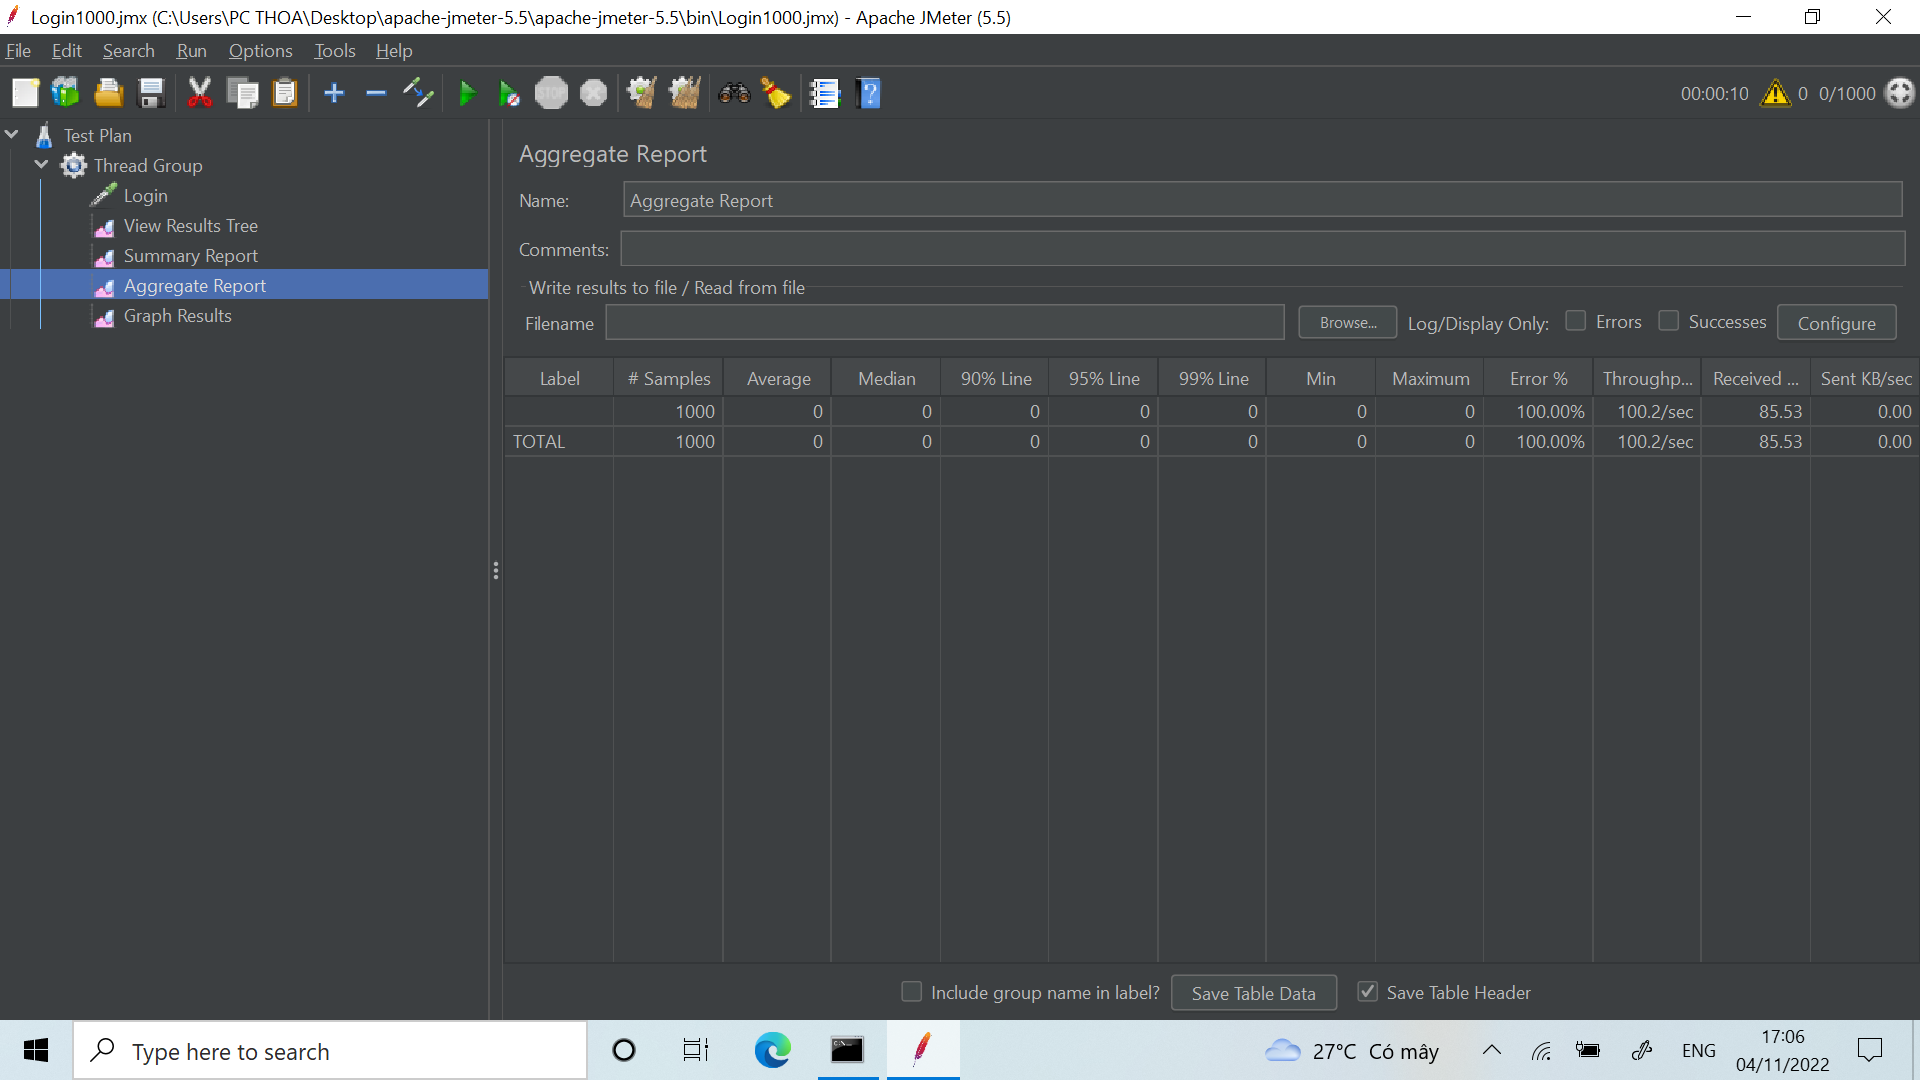 Login1000.jmx (C:\Users\PC THOA\Desktop\apache-jmeter-5.5\apache-jmeter-5.5\bin\Login1000.jmx) - Apache JMeter (5.5)
File Edit Search Run Options Tools Help
STOP 00:00:10 0 0/1000
Test Plan
Thread Group
Login
View Results Tree
Summary Report
Aggregate Report
Graph Results
Aggregate Report
Name: Aggregate Report
Comments:
Write results to file / Read from file
Filename Browse... Log/Display Only: Errors Successes Configure
Label # Samples Average Median 90% Line 95% Line 99% Line Min Maximum Error % Throughp... Received ... Sent KB/sec
1000 0 0 0 0 0 0 0 100.00% 100.2/sec 85.53 0.00
TOTAL 1000 0 0 0 0 0 0 0 100.00% 100.2/sec 85.53 0.00
Include group name in label? Save Table Data Save Table Header
Type here to search
27°C Có mây
ENG
17:06
04/11/2022